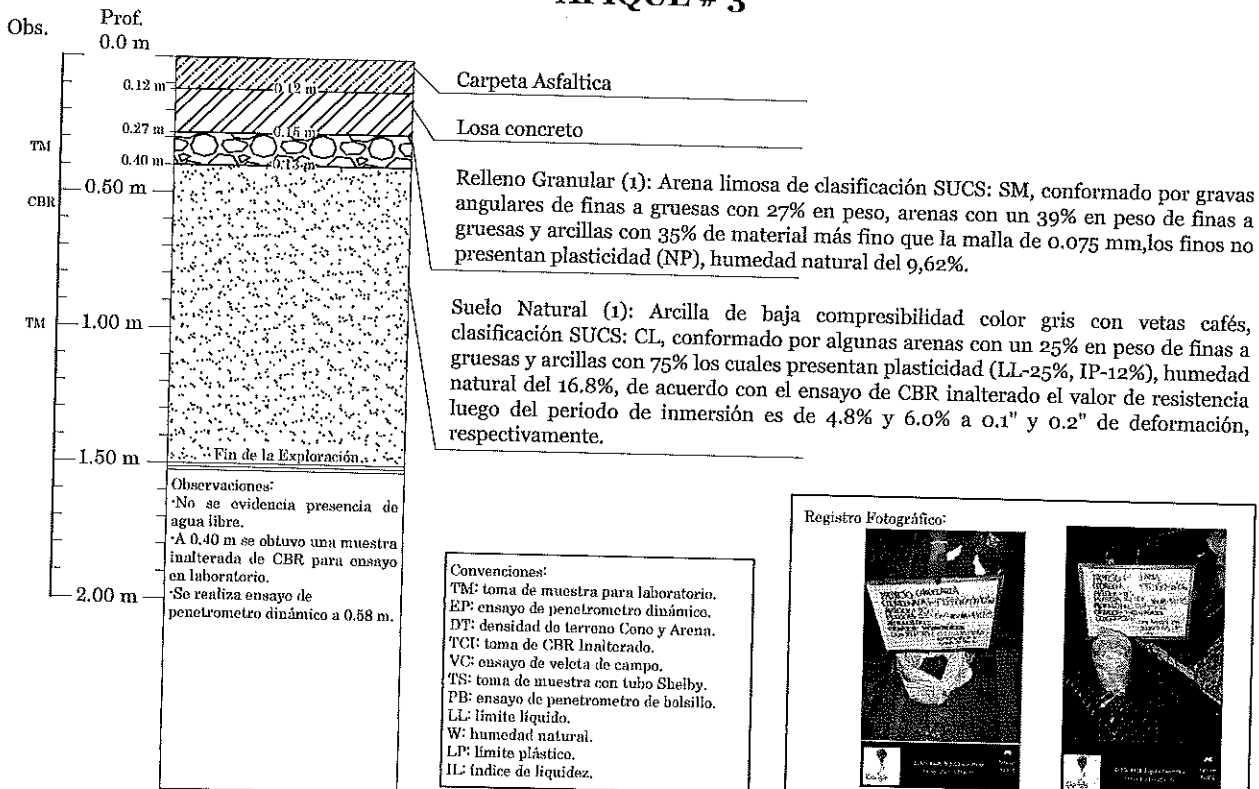 APIQUE # 3
Obs.
Prof.
0.0 m
0.12 m
0.12 m
Carpeta Asfaltica
0.27 m
0.15 m
Losa concreto
TM
0.40 m
0.13 m
0.50 m
CBR
Relleno Granular (1): Arena limosa de clasificación SUCS: SM, conformado por gravas
angulares de finas a gruesas con 27% en peso, arenas con un 39% en peso de finas a
gruesas y arcillas con 35% de material más fino que la malla de 0.075 mm,los finos no
presentan plasticidad (NP), humedad natural del 9,62%.
TM
1.00 m
Suelo Natural (1): Arcilla de baja compresibilidad color gris con vetas cafés,
clasificación SUCS: CL, conformado por algunas arenas con un 25% en peso de finas a
gruesas y arcillas con 75% los cuales presentan plasticidad (LL-25%, IP-12%), humedad
natural del 16.8%, de acuerdo con el ensayo de CBR inalterado el valor de resistencia
luego del periodo de inmersión es de 4.8% y 6.0% a 0.1" y 0.2" de deformación,
respectivamente.
1.50 m
Fin de la Exploración
2.00 m
Observaciones:
·No se evidencia presencia de
agua libre.
·A 0.40 m se obtuvo una muestra
inalterada de CBR para ensayo
en laboratorio.
·Se realiza ensayo de
penetrometro dinámico a 0.58 m.
Convenciones:
TM: toma de muestra para laboratorio.
EP: ensayo de penetrometro dinámico.
DT: densidad de terreno Cono y Arena.
TCI: toma de CBR Inalterado.
VC: ensayo de veleta de campo.
TS: toma de muestra con tubo Shelby.
PB: ensayo de penetrometro de bolsillo.
LL: límite líquido.
W: humedad natural.
LP: límite plástico.
IL: índice de liquidez.
Registro Fotográfico: